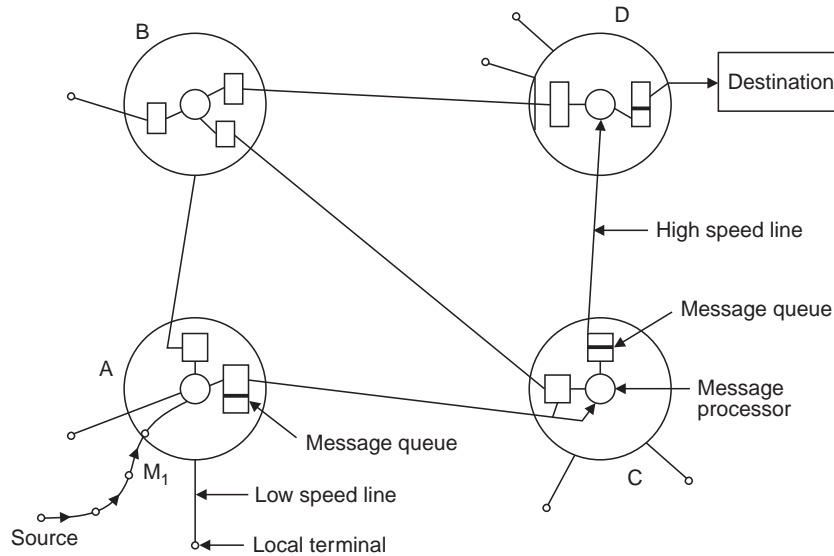 B
D
Destination
High speed line
Message queue
A
Message
processor
Message queue
M1
C
Low speed line
Source
Local terminal